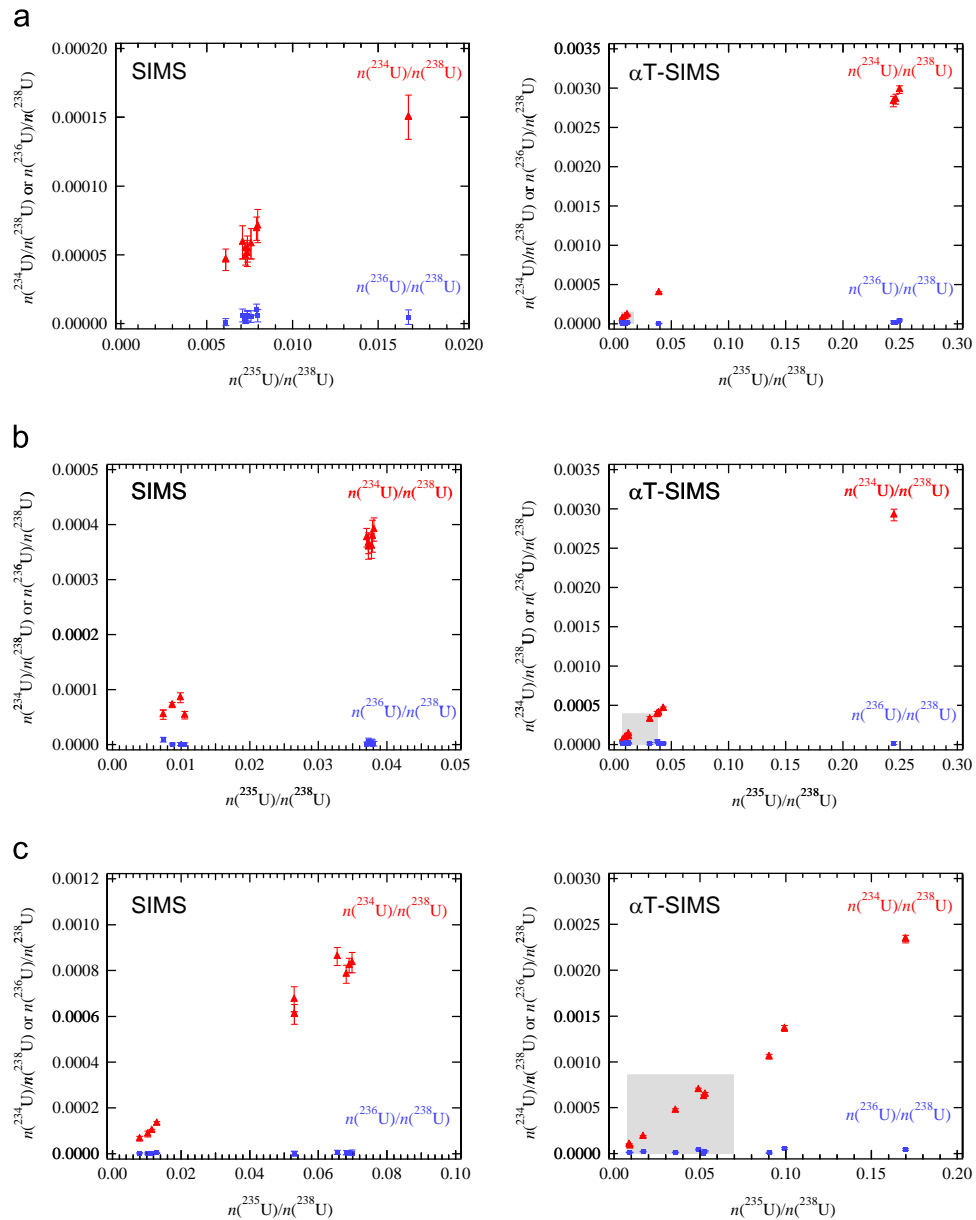 a
SIMS
n(²³⁴U)/n(²³⁸U)
n(²³⁶U)/n(²³⁸U)
n(²³⁴U)/n(²³⁸U) or n(²³⁶U)/n(²³⁸U)
0.00020
0.00015
0.00010
0.00005
0.00000
0.000 0.005 0.010 0.015 0.020
n(²³⁵U)/n(²³⁸U)
αT-SIMS
n(²³⁴U)/n(²³⁸U)
n(²³⁶U)/n(²³⁸U)
n(²³⁴U)/n(²³⁸U) or n(²³⁶U)/n(²³⁸U)
0.0035
0.0030
0.0025
0.0020
0.0015
0.0010
0.0005
0.0000
0.00 0.05 0.10 0.15 0.20 0.25 0.30
n(²³⁵U)/n(²³⁸U)
b
SIMS
n(²³⁴U)/n(²³⁸U)
n(²³⁶U)/n(²³⁸U)
n(²³⁴U)/n(²³⁸U) or n(²³⁶U)/n(²³⁸U)
0.0005
0.0004
0.0003
0.0002
0.0001
0.0000
0.00 0.01 0.02 0.03 0.04 0.05
n(²³⁵U)/n(²³⁸U)
αT-SIMS
n(²³⁴U)/n(²³⁸U)
n(²³⁶U)/n(²³⁸U)
n(²³⁴U)/n(²³⁸U) or n(²³⁶U)/n(²³⁸U)
0.0035
0.0030
0.0025
0.0020
0.0015
0.0010
0.0005
0.0000
0.00 0.05 0.10 0.15 0.20 0.25 0.30
n(²³⁵U)/n(²³⁸U)
c
SIMS
n(²³⁴U)/n(²³⁸U)
n(²³⁶U)/n(²³⁸U)
n(²³⁴U)/n(²³⁸U) or n(²³⁶U)/n(²³⁸U)
0.0012
0.0010
0.0008
0.0006
0.0004
0.0002
0.0000
0.00 0.02 0.04 0.06 0.08 0.10
n(²³⁵U)/n(²³⁸U)
αT-SIMS
n(²³⁴U)/n(²³⁸U)
n(²³⁶U)/n(²³⁸U)
n(²³⁴U)/n(²³⁸U) or n(²³⁶U)/n(²³⁸U)
0.0030
0.0025
0.0020
0.0015
0.0010
0.0005
0.0000
0.00 0.05 0.10 0.15 0.20
n(²³⁵U)/n(²³⁸U)